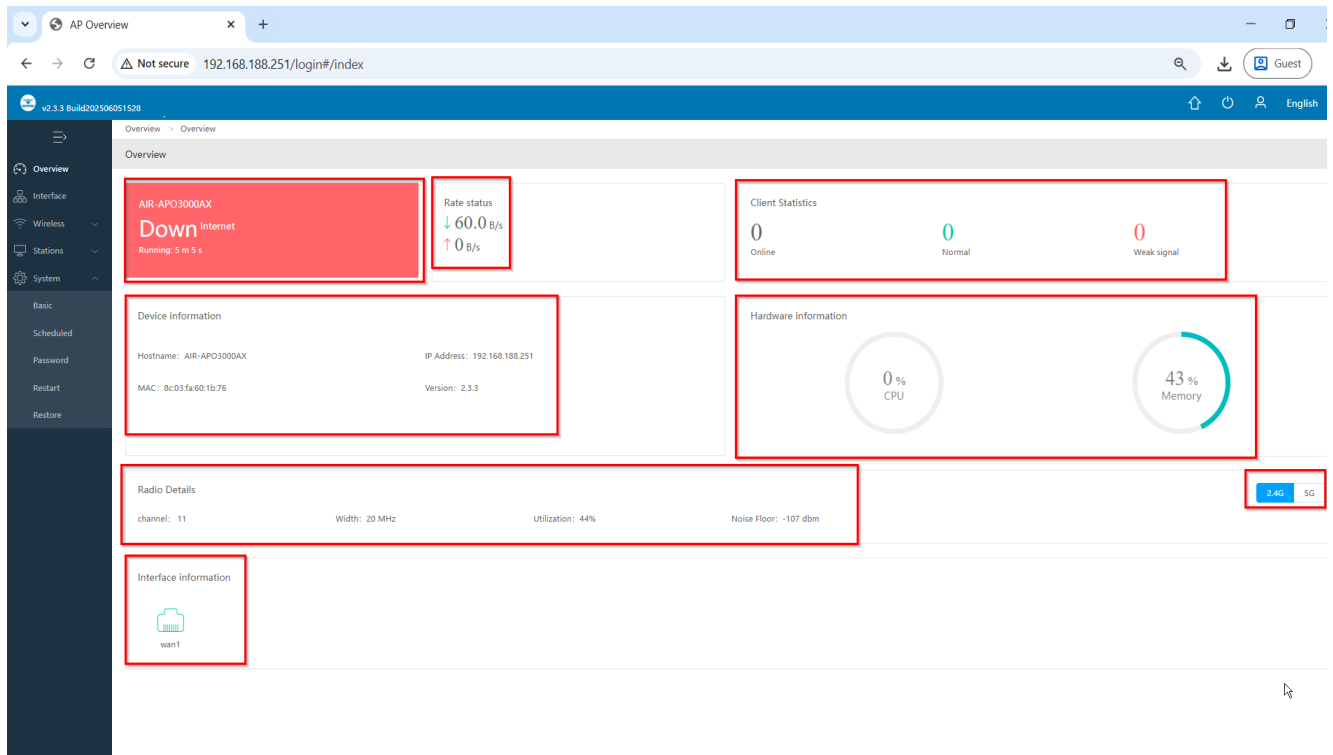 AP Overview
Not secure 192.168.188.251/login#/index
Guest
v2.3.3 Build202506051528
English
Overview > Overview
Overview
Overview
Interface
Wireless
Stations
System
Basic
Scheduled
Password
Restart
Restore
AIR-APO3000AX
Down Internet
Running: 5 m 5 s
Rate status
↓ 60.0 B/s
↑ 0 B/s
Client Statistics
0 0 0
Online Normal Weak signal
Device information
Hostname: AIR-APO3000AX IP Address: 192.168.188.251
MAC: 8c:03:fa:60:1b:76 Version: 2.3.3
Hardware information
0 %
CPU
43 %
Memory
Radio Details
2.4G 5G
channel: 11 Width: 20 MHz Utilization: 44% Noise Floor: -107 dbm
Interface information
wan1